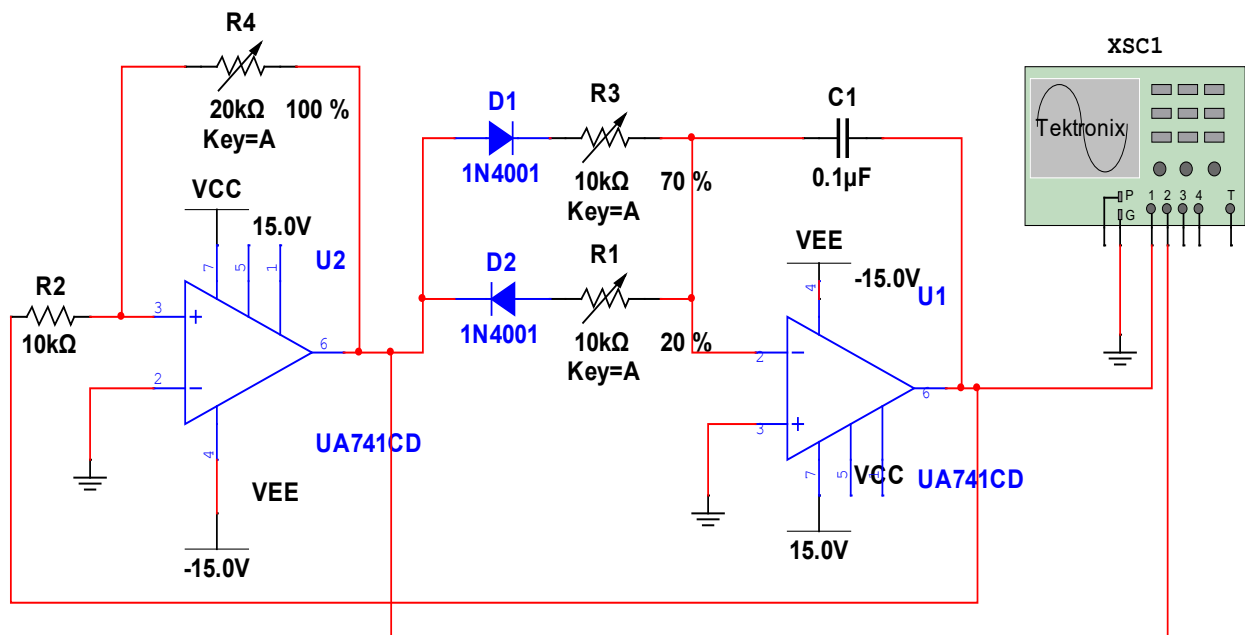 R4
20kΩ 100 %
Key=A
VCC
15.0V
U2
7
5
1
R2
10kΩ
3
2
6
4
UA741CD
VEE
-15.0V
D1
1N4001
R3
10kΩ 70 %
Key=A
D2
1N4001
R1
10kΩ 20 %
Key=A
C1
0.1µF
VEE
-15.0V
U1
4
2
3
6
7
5
1
VCC
UA741CD
15.0V
XSC1
Tektronix
P
G
1 2 3 4 T